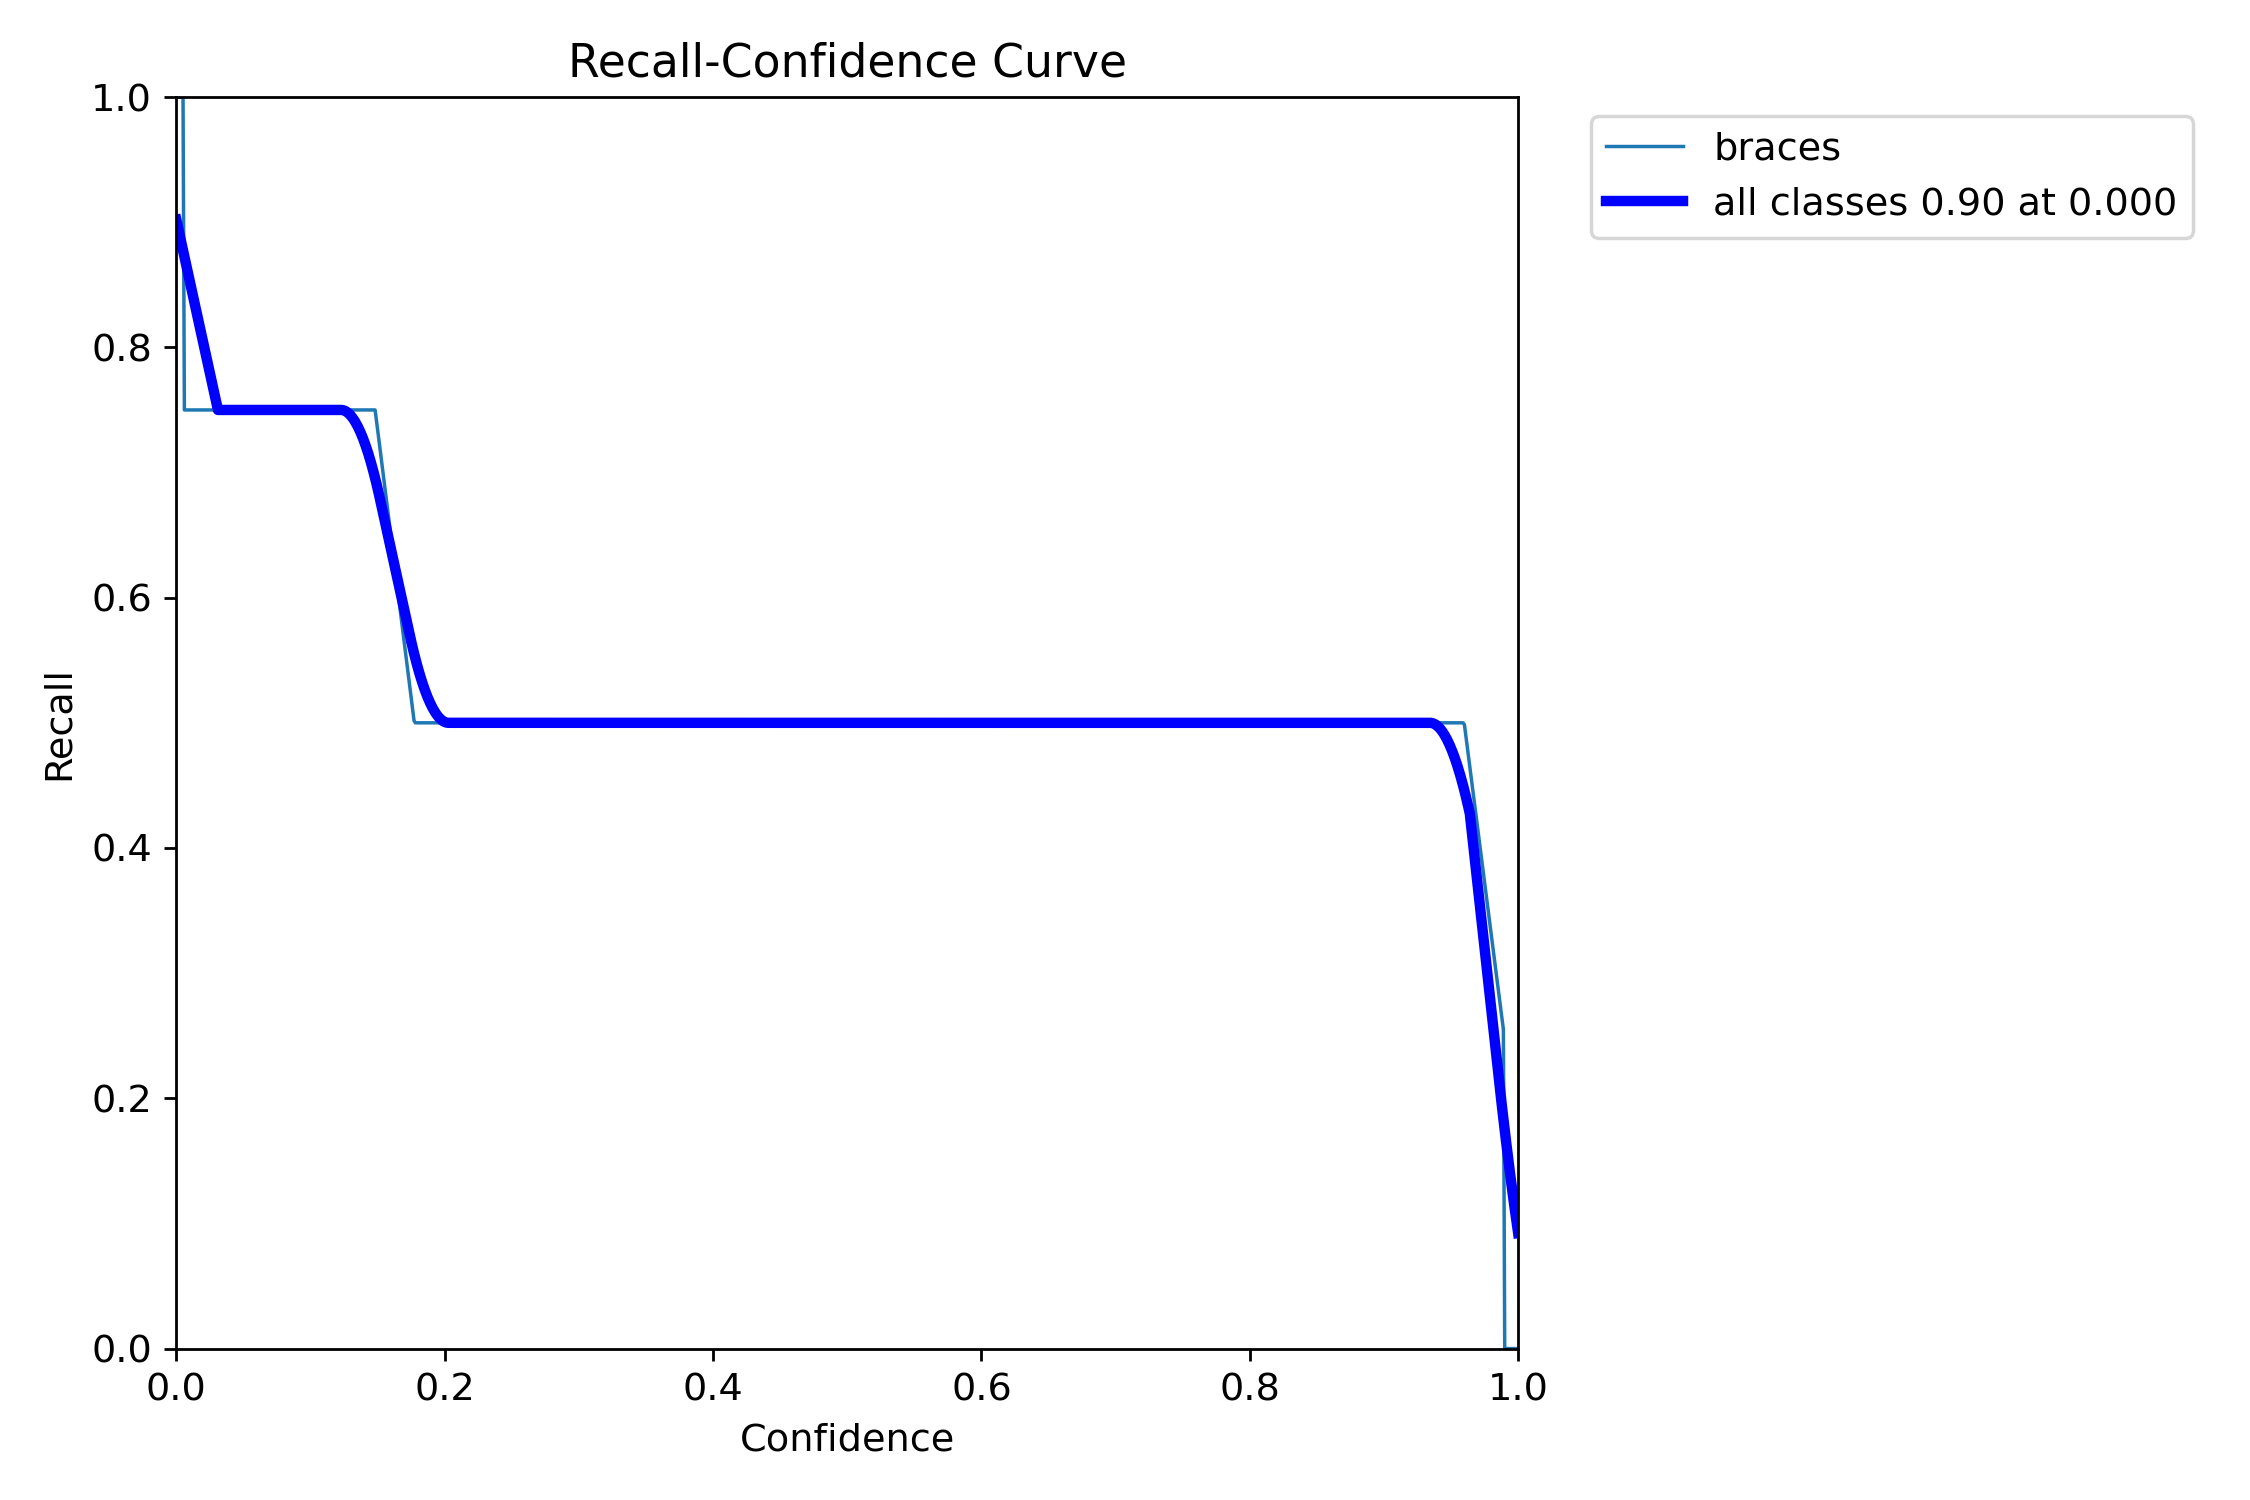 Recall-Confidence Curve
1.0
0.8
0.6
0.4
0.2
0.0
Recall
0.0 0.2 0.4 0.6 0.8 1.0
Confidence
braces
all classes 0.90 at 0.000